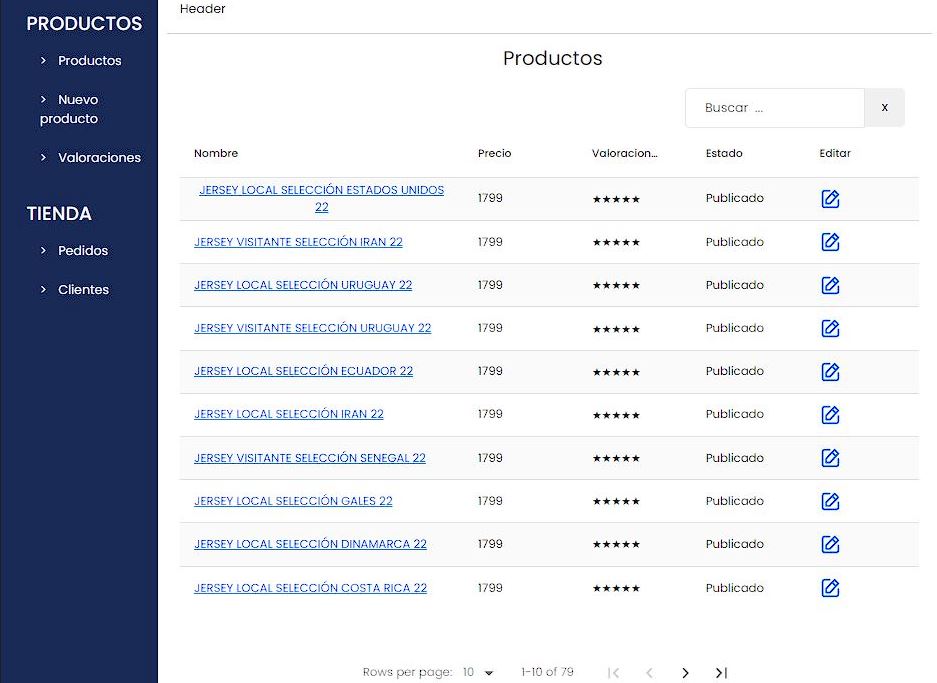 PRODUCTOS
> Productos
> Nuevo
producto
> Valoraciones
TIENDA
> Pedidos
> Clientes
Header
Productos
Buscar ...
x
Nombre Precio Valoracion... Estado Editar
JERSEY LOCAL SELECCIÓN ESTADOS UNIDOS
22
1799 ★★★★★ Publicado
JERSEY VISITANTE SELECCIÓN IRAN 22 1799 ★★★★★ Publicado
JERSEY LOCAL SELECCIÓN URUGUAY 22 1799 ★★★★★ Publicado
JERSEY VISITANTE SELECCIÓN URUGUAY 22 1799 ★★★★★ Publicado
JERSEY LOCAL SELECCIÓN ECUADOR 22 1799 ★★★★★ Publicado
JERSEY LOCAL SELECCIÓN IRAN 22 1799 ★★★★★ Publicado
JERSEY VISITANTE SELECCIÓN SENEGAL 22 1799 ★★★★★ Publicado
JERSEY LOCAL SELECCIÓN GALES 22 1799 ★★★★★ Publicado
JERSEY LOCAL SELECCIÓN DINAMARCA 22 1799 ★★★★★ Publicado
JERSEY LOCAL SELECCIÓN COSTA RICA 22 1799 ★★★★★ Publicado
Rows per page: 10 1-10 of 79